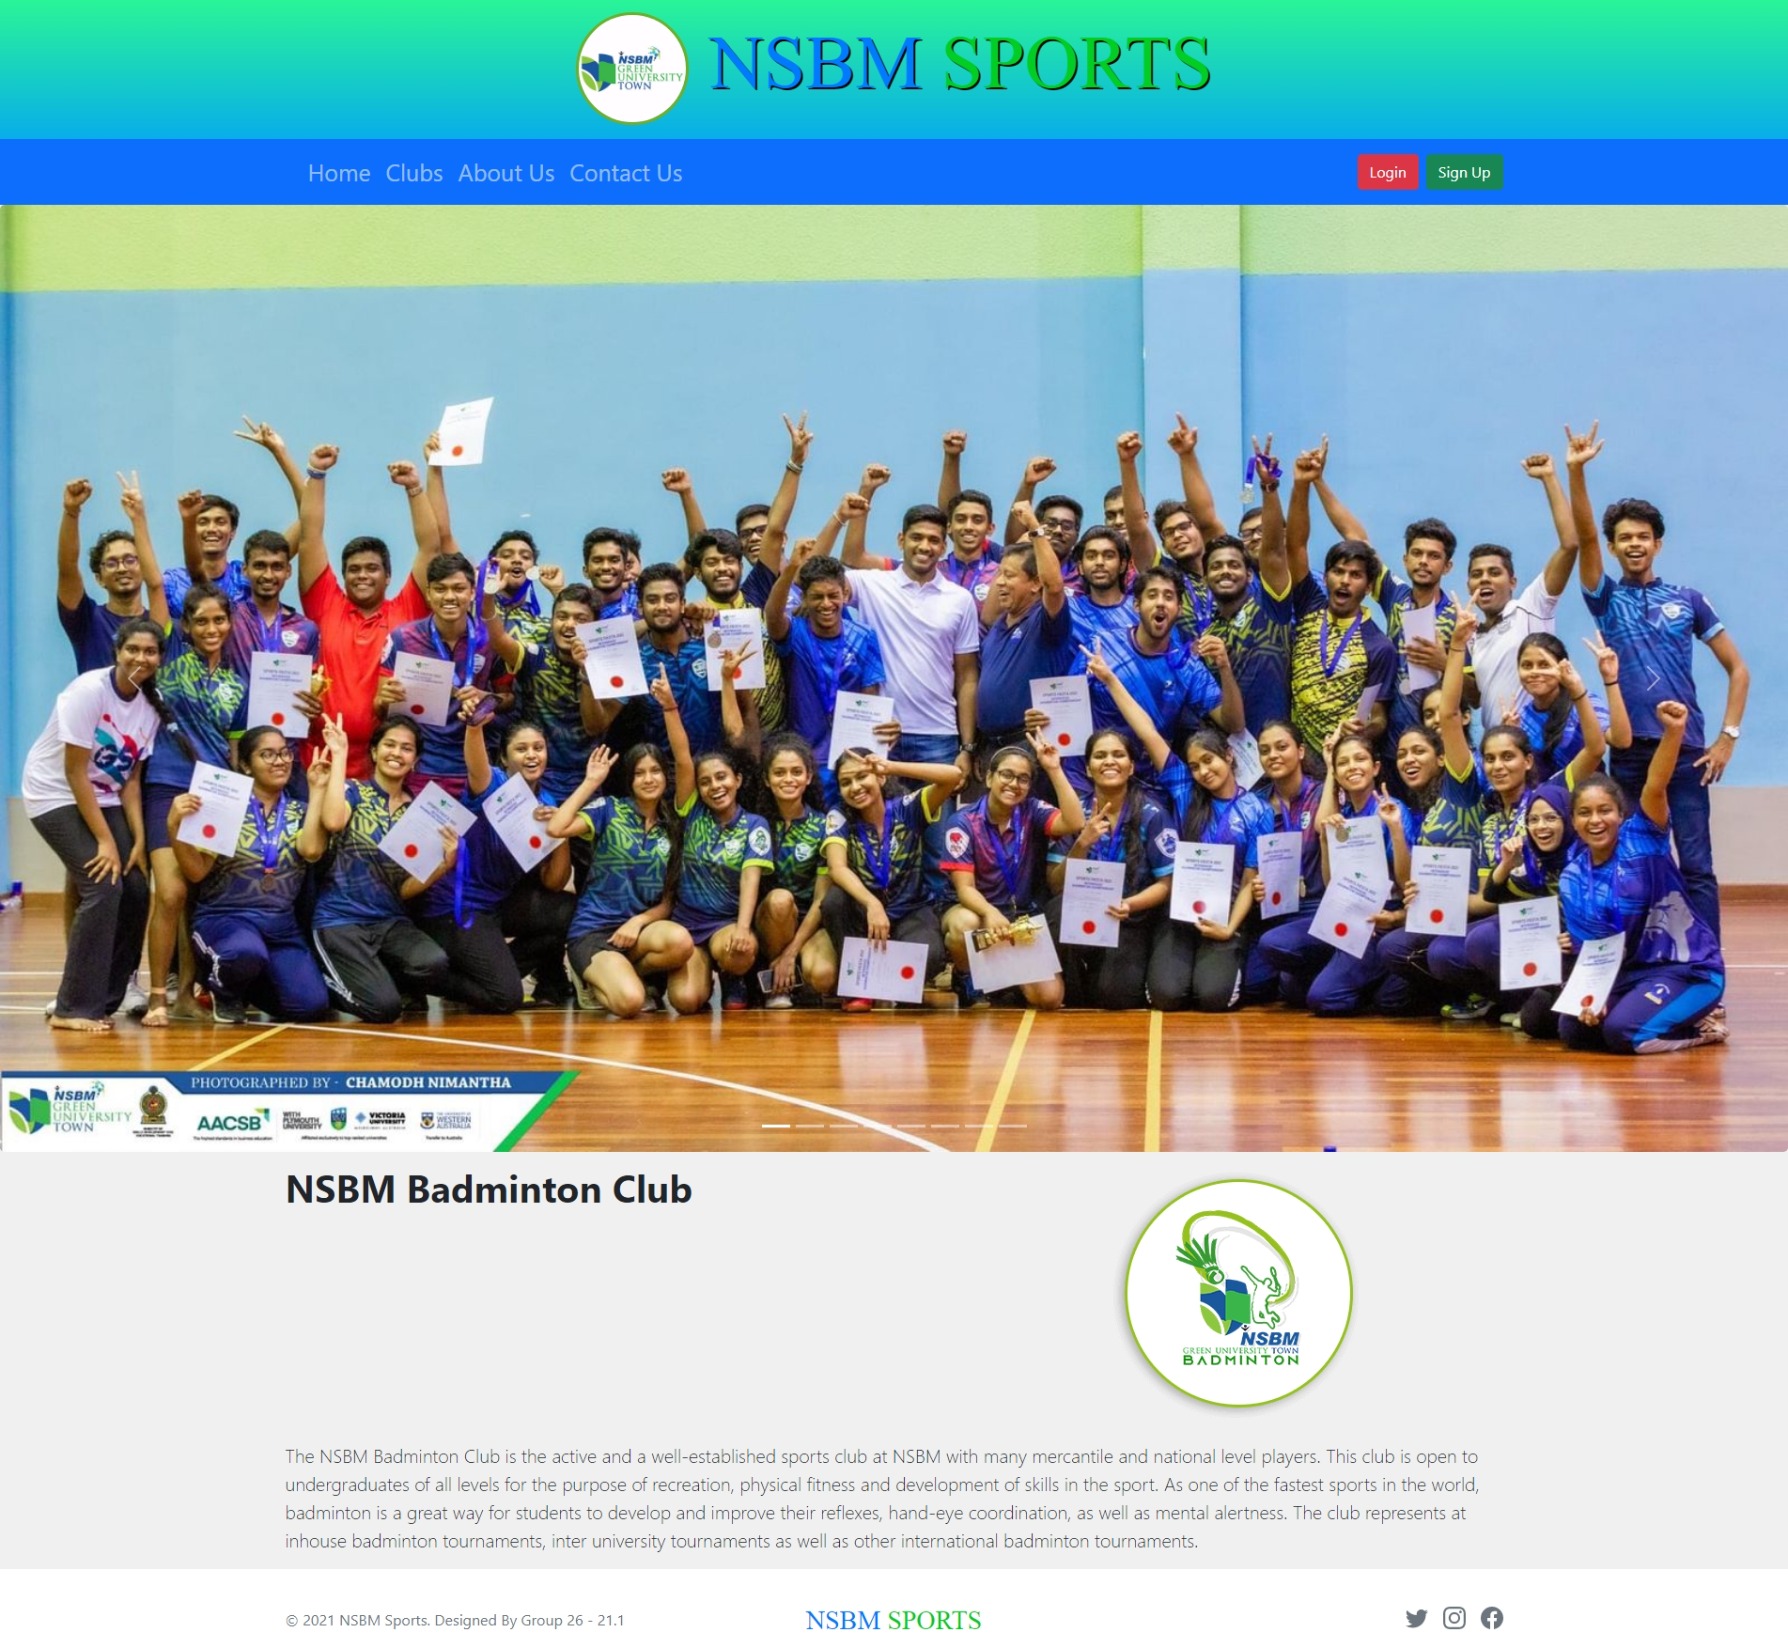 NSBM
GREEN
UNIVERSITY
TOWN
NSBM SPORTS
Home Clubs About Us Contact Us
Login Sign Up
PHOTOGRAPHED BY - CHAMODH NIMANTHA
NSBM
GREEN
UNIVERSITY
TOWN
AACSB
WITH
PLYMOUTH
UNIVERSITY
VICTORIA
UNIVERSITY
WESTERN
AUSTRALIA
NSBM Badminton Club
NSBM
GREEN UNIVERSITY TOWN
BADMINTON
The NSBM Badminton Club is the active and a well-established sports club at NSBM with many mercantile and national level players. This club is open to
undergraduates of all levels for the purpose of recreation, physical fitness and development of skills in the sport. As one of the fastest sports in the world,
badminton is a great way for students to develop and improve their reflexes, hand-eye coordination, as well as mental alertness. The club represents at
inhouse badminton tournaments, inter university tournaments as well as other international badminton tournaments.
© 2021 NSBM Sports. Designed By Group 26 - 21.1
NSBM SPORTS